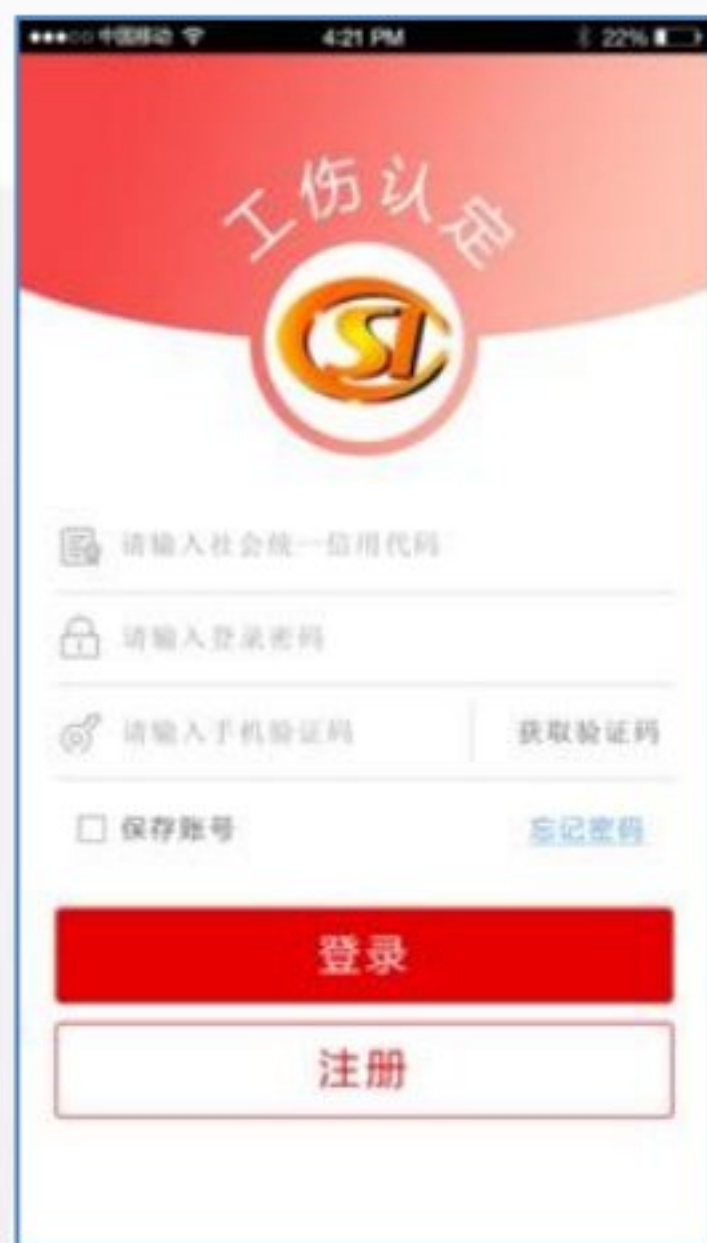 中国移动 4:21 PM 22%
工伤认定
CSI
请输入社会统一信用代码
请输入登录密码
请输入手机验证码 获取验证码
保存账号 忘记密码
登录
注册